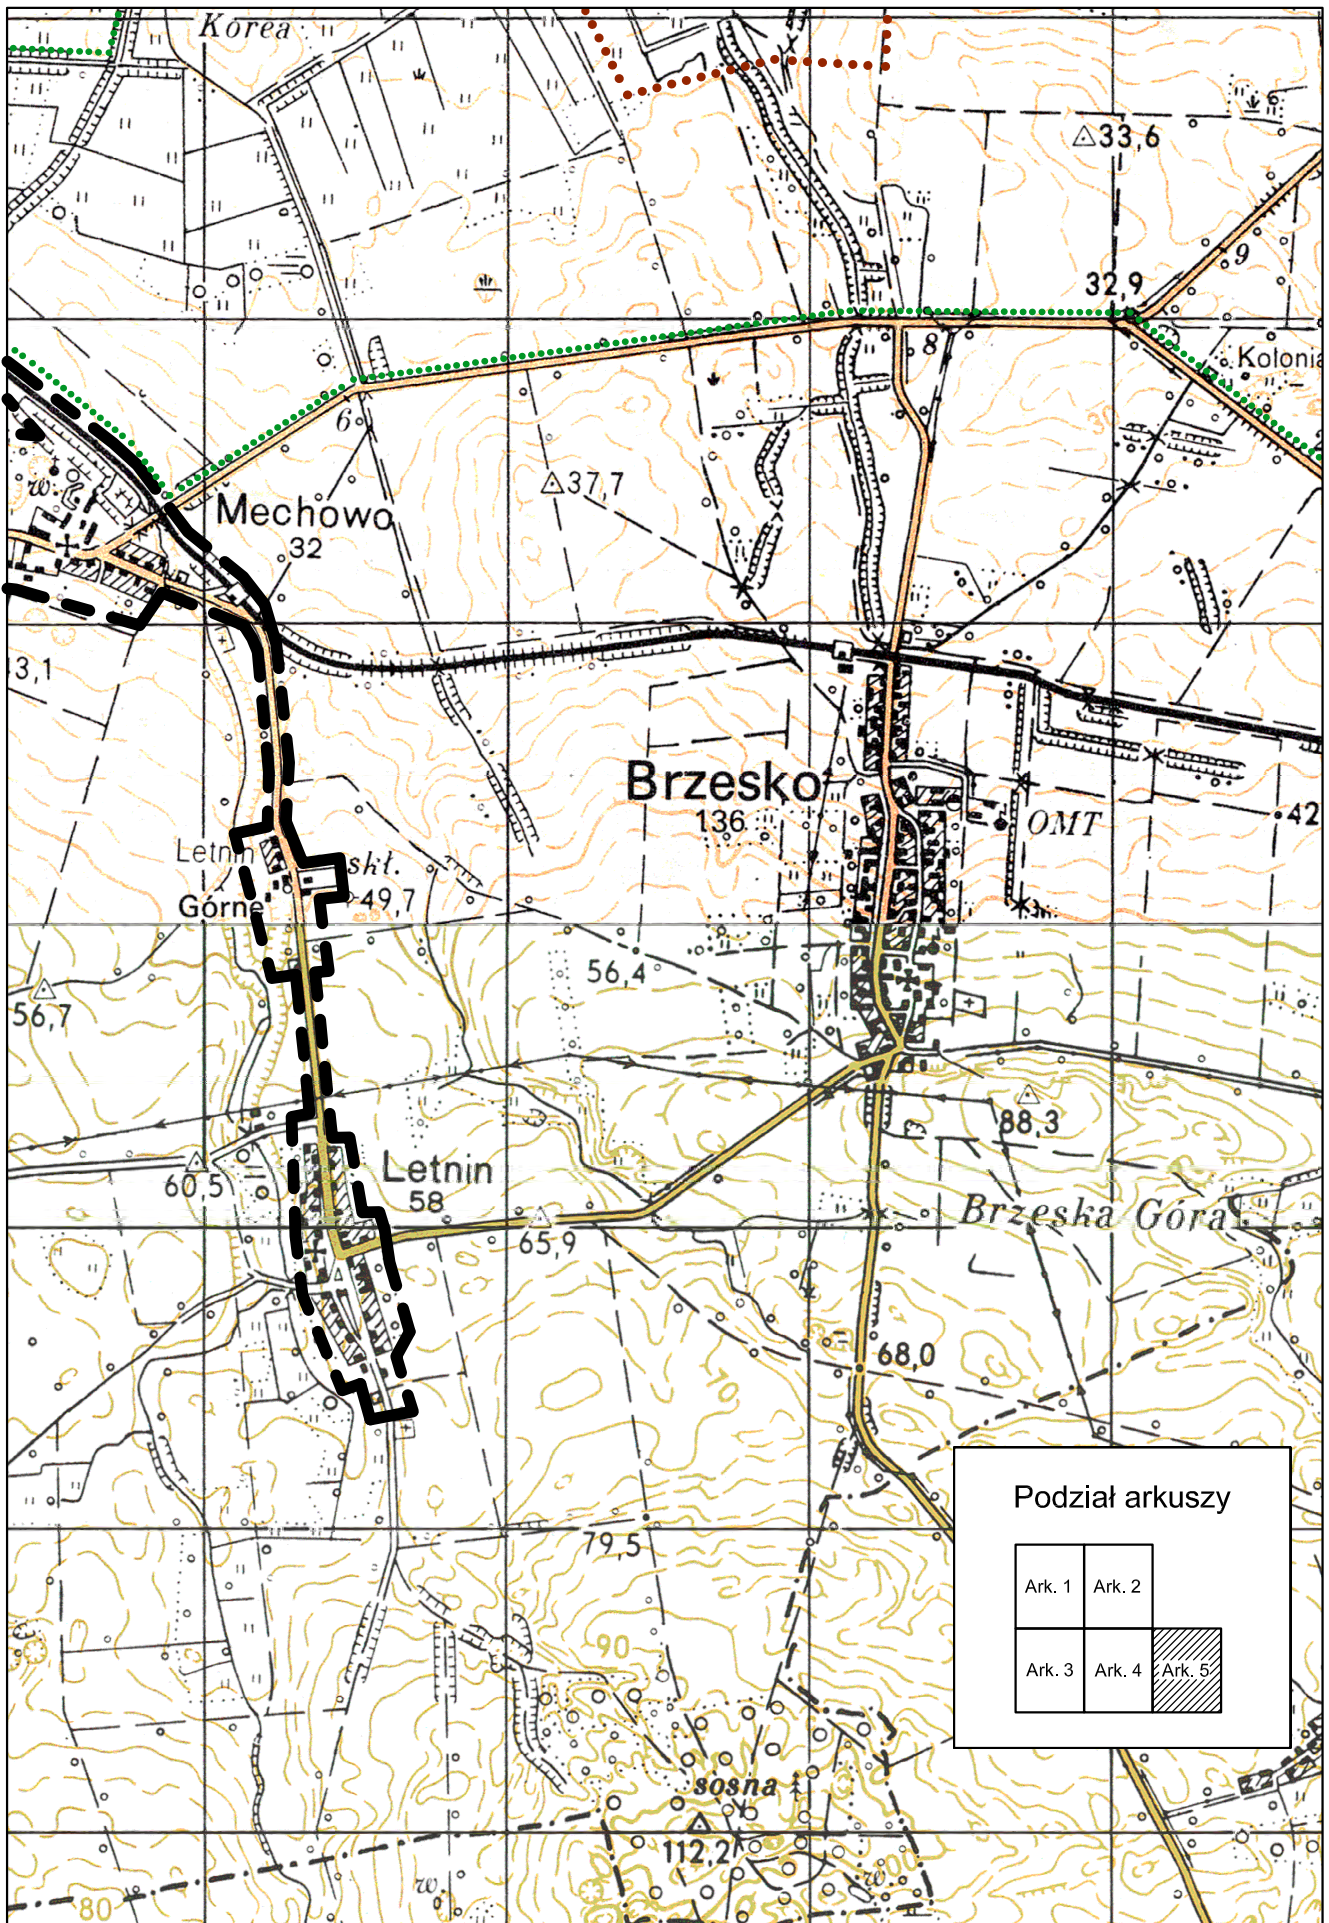 Korea
33,6
9
32,9
8
Kolonia
6
37,7
w.
Mechowo
32
3,1
Brzesko
136
OMT
42
Letnin
Górne
skł.
49,7
56,4
56,7
88,3
60,5
Letnin
58
65,9
Brzeska Góra
68,0
70
79,5
90
sosna
112,2
w.
w
80
Podział arkuszy
Ark. 1
Ark. 2
Ark. 3
Ark. 4
Ark. 5